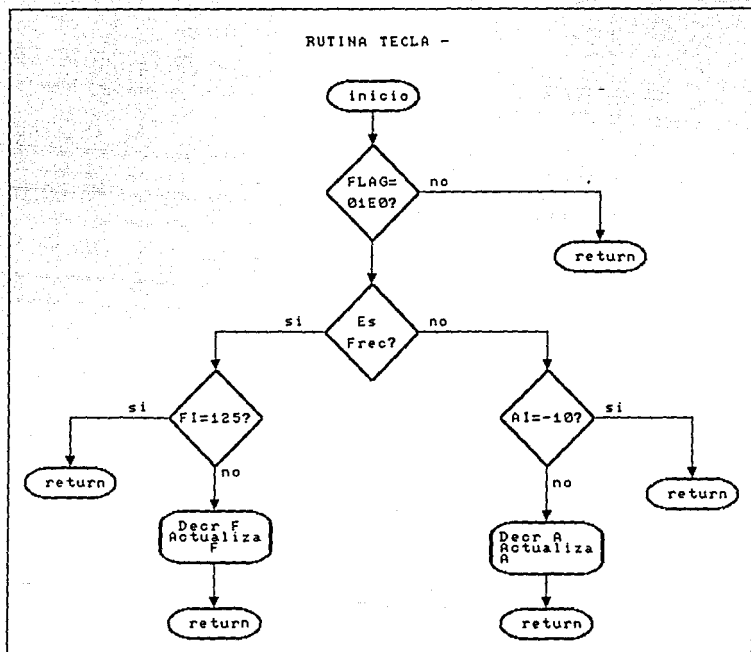 RUTINA TECLA -
inicio
FLAG=
01E0?
no
return
Es
Frec?
si
no
FI=125?
si
no
return
AI=-10?
si
no
return
Decr F
Actualiza
F
Decr A
Actualiza
A
return
return